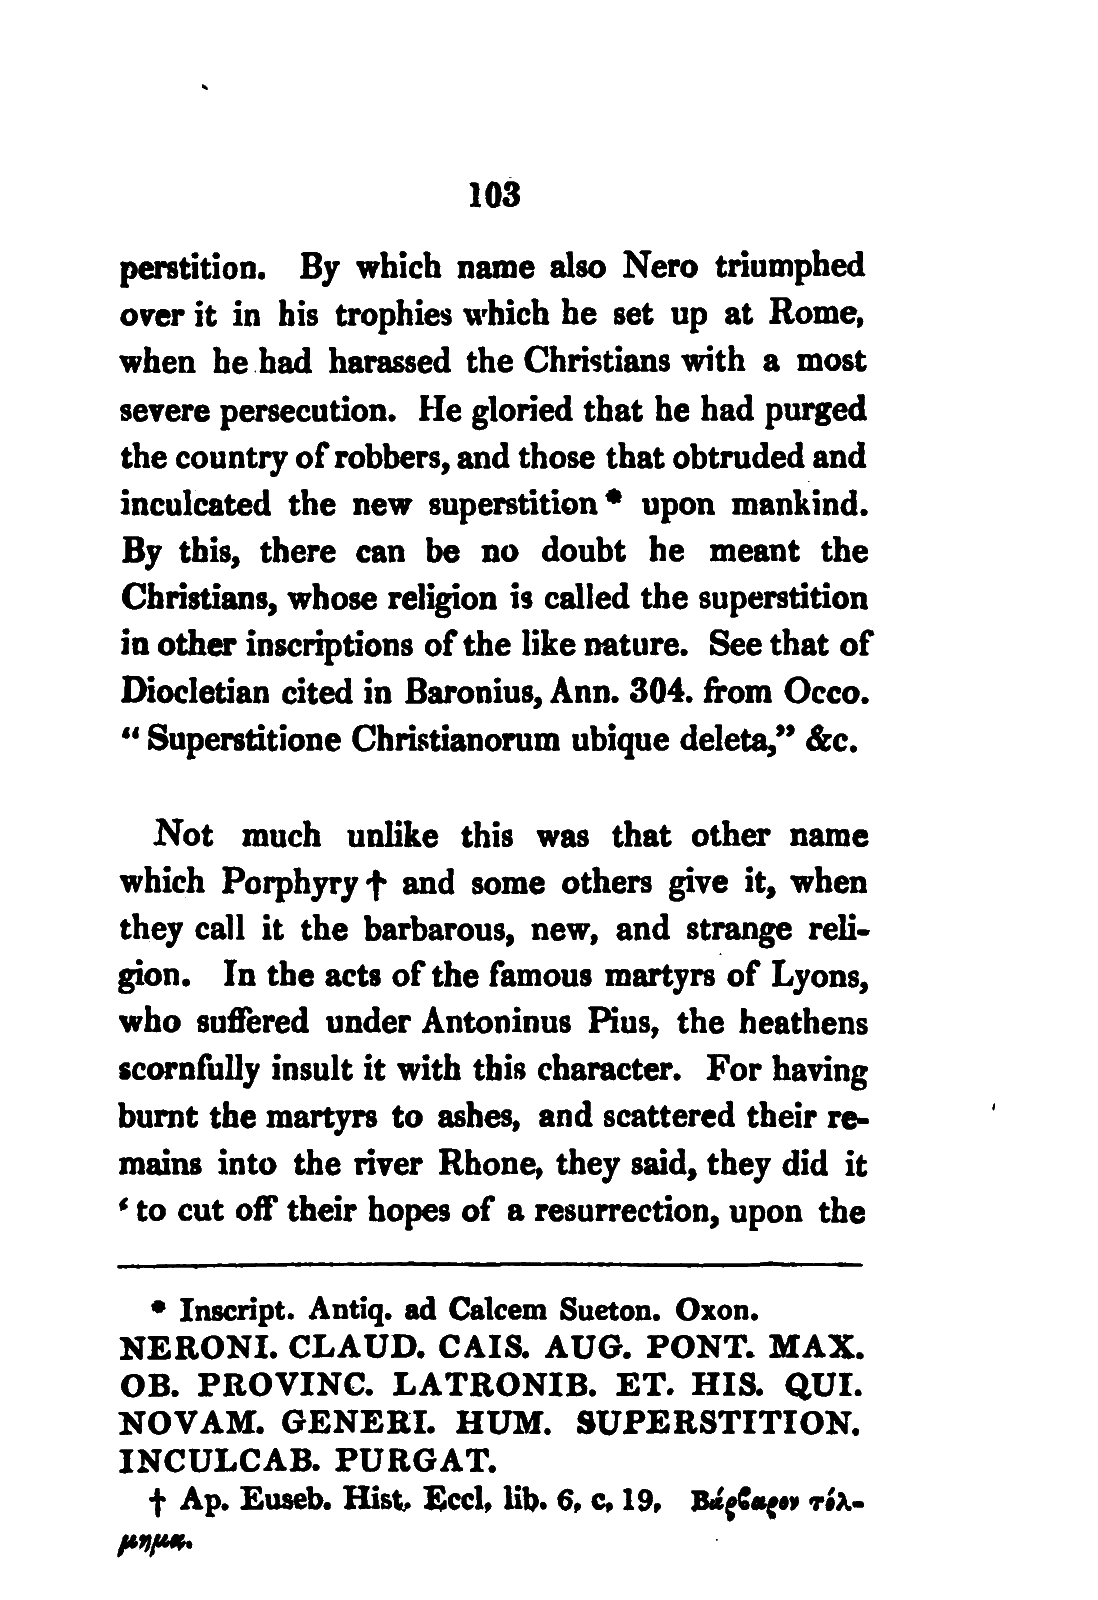 103
perstition. By which name also Nero triumphed
over it in his trophies which he set up at Rome,
when he had harassed the Christians with a most
severe persecution. He gloried that he had purged
the country of robbers, and those that obtruded and
inculcated the new superstition * upon mankind.
By this, there can be no doubt he meant the
Christians, whose religion is called the superstition
in other inscriptions of the like nature. See that of
Diocletian cited in Baronius, Ann. 304. from Occo.
“ Superstitione Christianorum ubique deleta,” &c.
Not much unlike this was that other name
which Porphyry † and some others give it, when
they call it the barbarous, new, and strange reli-
gion. In the acts of the famous martyrs of Lyons,
who suffered under Antoninus Pius, the heathens
scornfully insult it with this character. For having
burnt the martyrs to ashes, and scattered their re-
mains into the river Rhone, they said, they did it
‘ to cut off their hopes of a resurrection, upon the
* Inscript. Antiq. ad Calcem Sueton. Oxon.
NERONI. CLAUD. CAIS. AUG. PONT. MAX.
OB. PROVINC. LATRONIB. ET. HIS. QUI.
NOVAM. GENERI. HUM. SUPERSTITION.
INCULCAB. PURGAT.
† Ap. Euseb. Hist. Eccl, lib. 6, c, 19, Βάρϐαρον τόλ-
μημα.